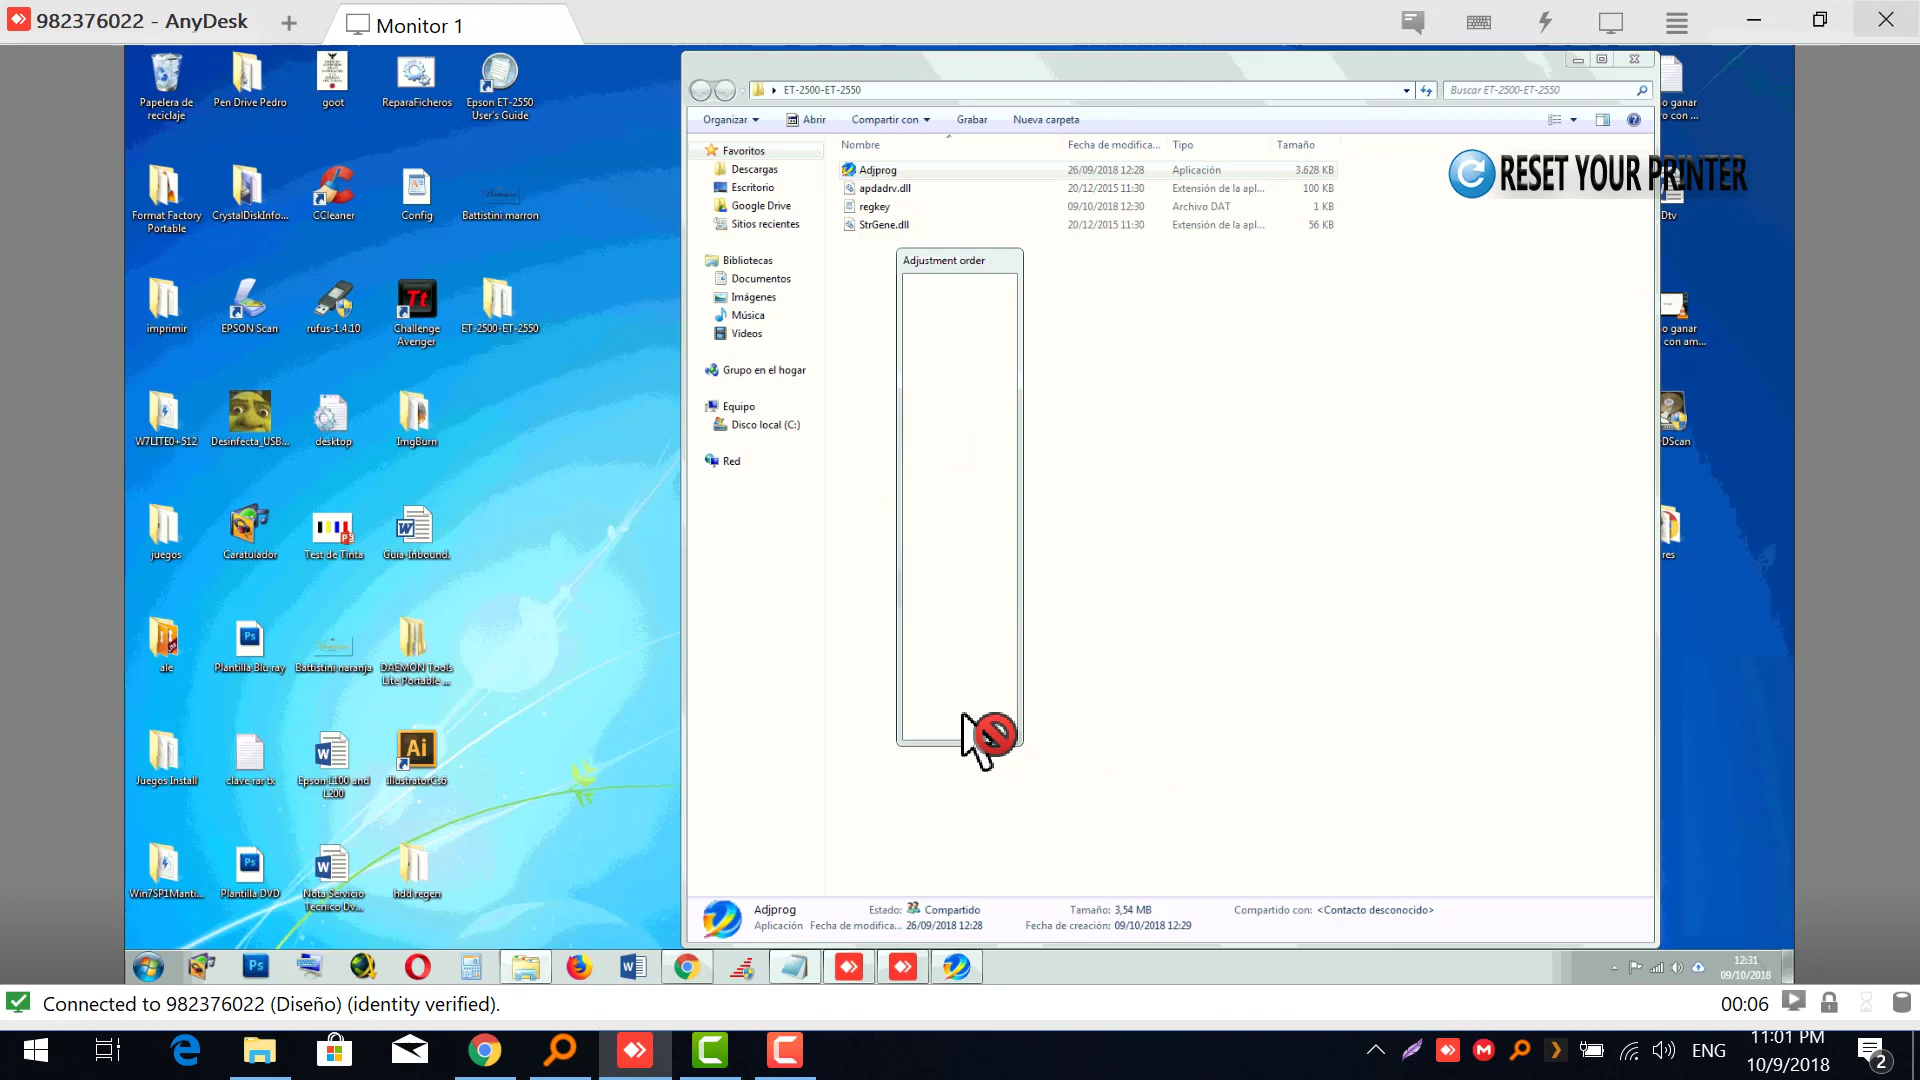 982376022 - AnyDesk
Monitor 1
Papelera de reciclaje
Pen Drive Pedro
goot
ReparaFicheros
Epson ET-2550 User's Guide
Format Factory Portable
CrystalDiskInfo...
CCleaner
Config
Battistini marron
imprimir
EPSON Scan
rufus-1.4.10
Challenge Avenger
ET-2500-ET-2550
W7LITE0+512
Desinfecta_USB...
desktop
ImgBurn
juegos
Caratulador
Test de Tinta
Guia-Inbound.
ale
Plantilla Blu ray
Battistini naranja
DAEMON Tools Lite Portable ...
Juegos Install
clave rar tx
Epson L100 and L200
IllustratorCs6
Win7SP1Manti...
Plantilla DVD
Nota Servicio Tecnico Dv...
hdd regen
ET-2500-ET-2550
Buscar ET-2500-ET-2550
Organizar
Abrir
Compartir con
Grabar
Nueva carpeta
Favoritos
Descargas
Escritorio
Google Drive
Sitios recientes
Bibliotecas
Documentos
Imágenes
Música
Vídeos
Grupo en el hogar
Equipo
Disco local (C:)
Red
Nombre Fecha de modifica... Tipo Tamaño
Adjprog 26/09/2018 12:28 Aplicación 3.628 KB
apdadrv.dll 20/12/2015 11:30 Extensión de la apl... 100 KB
regkey 09/10/2018 12:30 Archivo DAT 1 KB
StrGene.dll 20/12/2015 11:30 Extensión de la apl... 56 KB
Adjustment order
RESET YOUR PRINTER
o ganar
o con ...
Dtv
o ganar
con am...
DScan
res
Adjprog Estado: Compartido Tamaño: 3,54 MB Compartido con: <Contacto desconocido>
Aplicación Fecha de modifica... 26/09/2018 12:28 Fecha de creación: 09/10/2018 12:29
12:31
09/10/2018
Connected to 982376022 (Diseño) (identity verified).
00:06
ENG
11:01 PM
10/9/2018
2